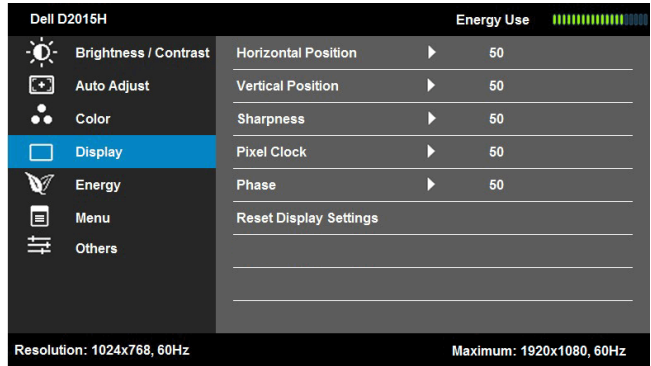 Dell D2015H Energy Use
Brightness / Contrast Horizontal Position 50
Auto Adjust Vertical Position 50
Color Sharpness 50
Display Pixel Clock 50
Energy Phase 50
Menu Reset Display Settings
Others
Resolution: 1024x768, 60Hz Maximum: 1920x1080, 60Hz